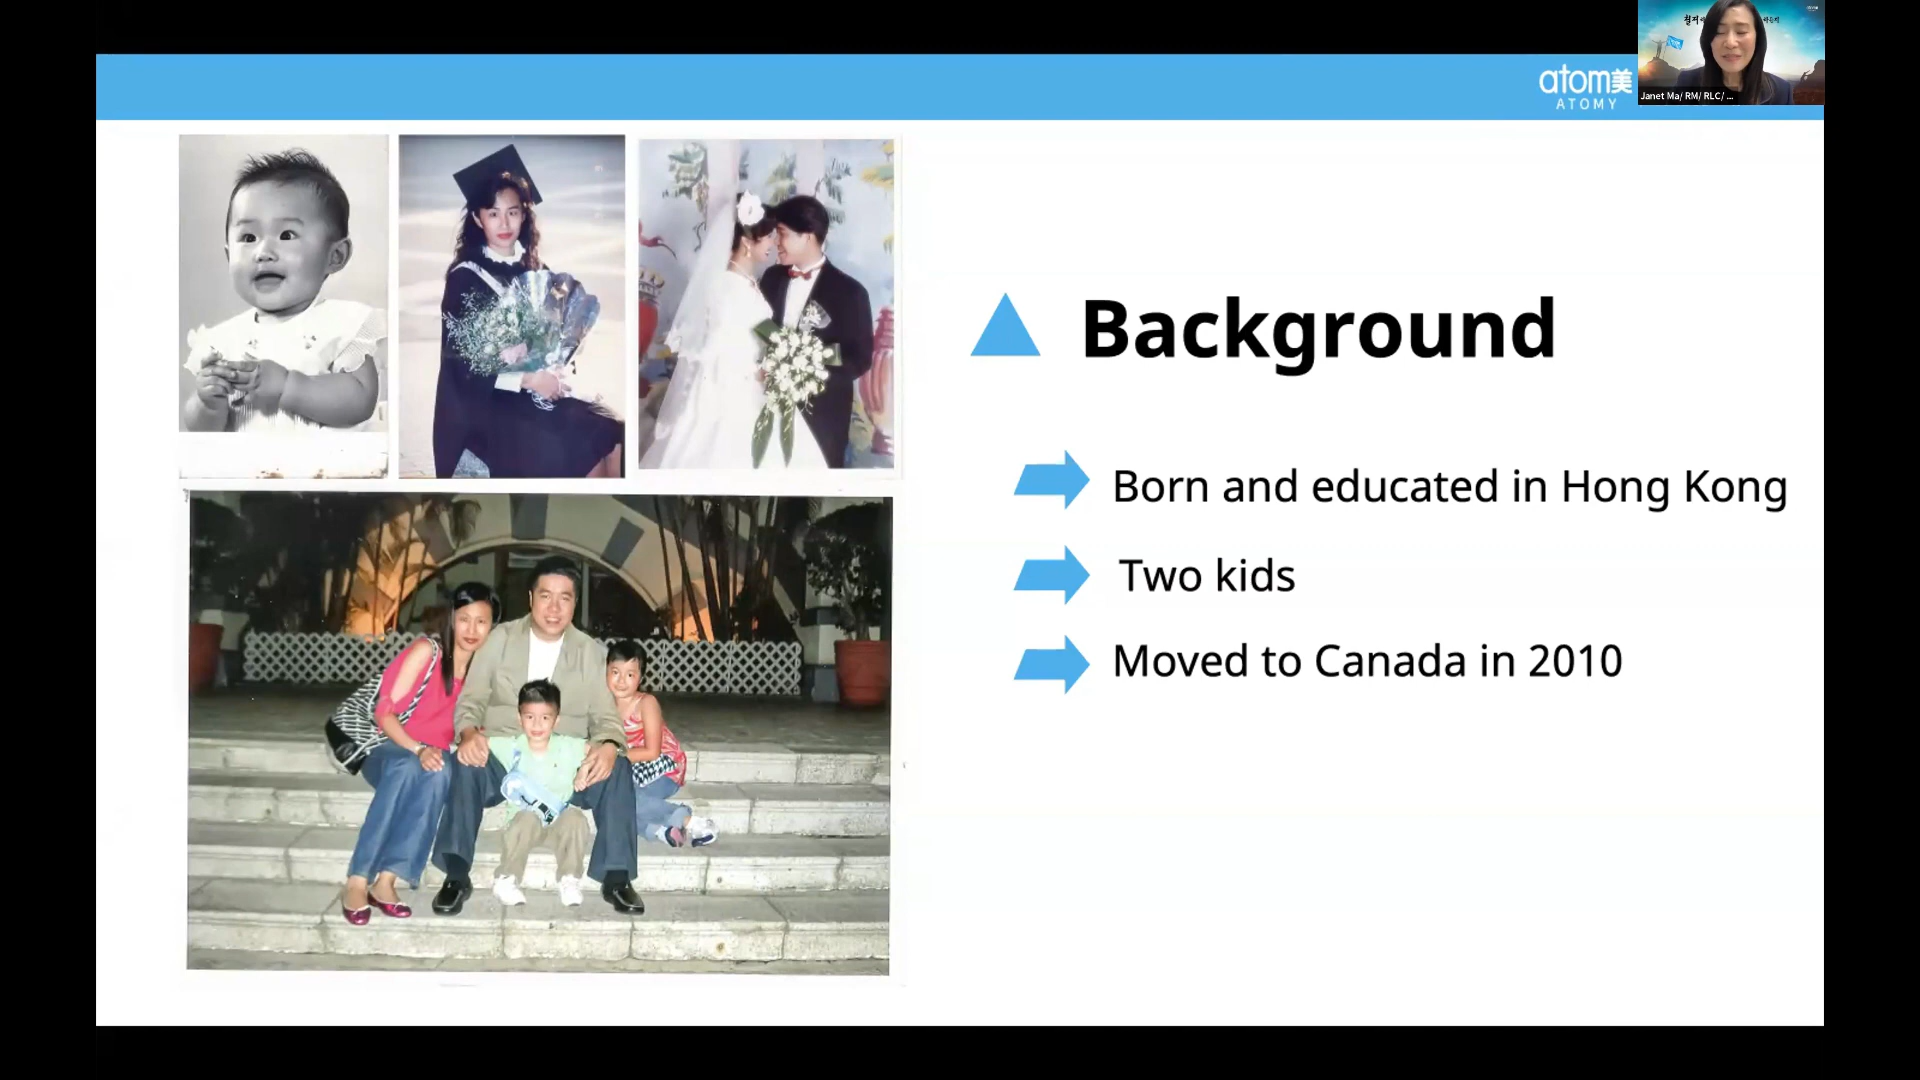 atom美
ATOMY
Janet Ma/ RM/ RLC/ ...
Background
Born and educated in Hong Kong
Two kids
Moved to Canada in 2010